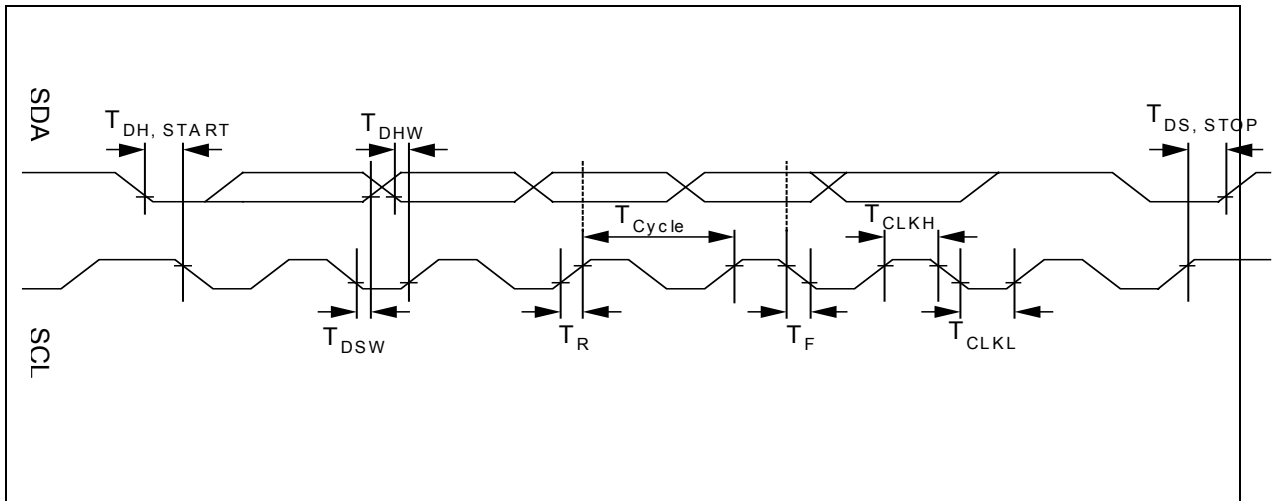 SDA
T DH, START
T DHW
T DS, STOP
T Cycle
T CLKH
SCL
T DSW
T R
T F
T CLKL